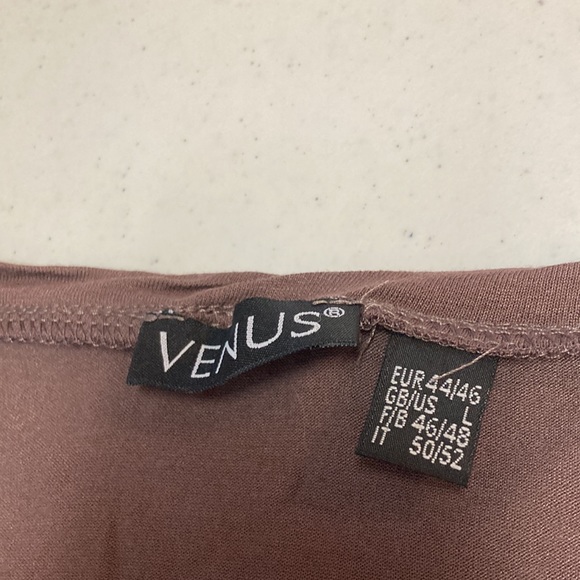 VENUS®
EUR 44/46
GB/US L
F/B 46/48
IT 50/52